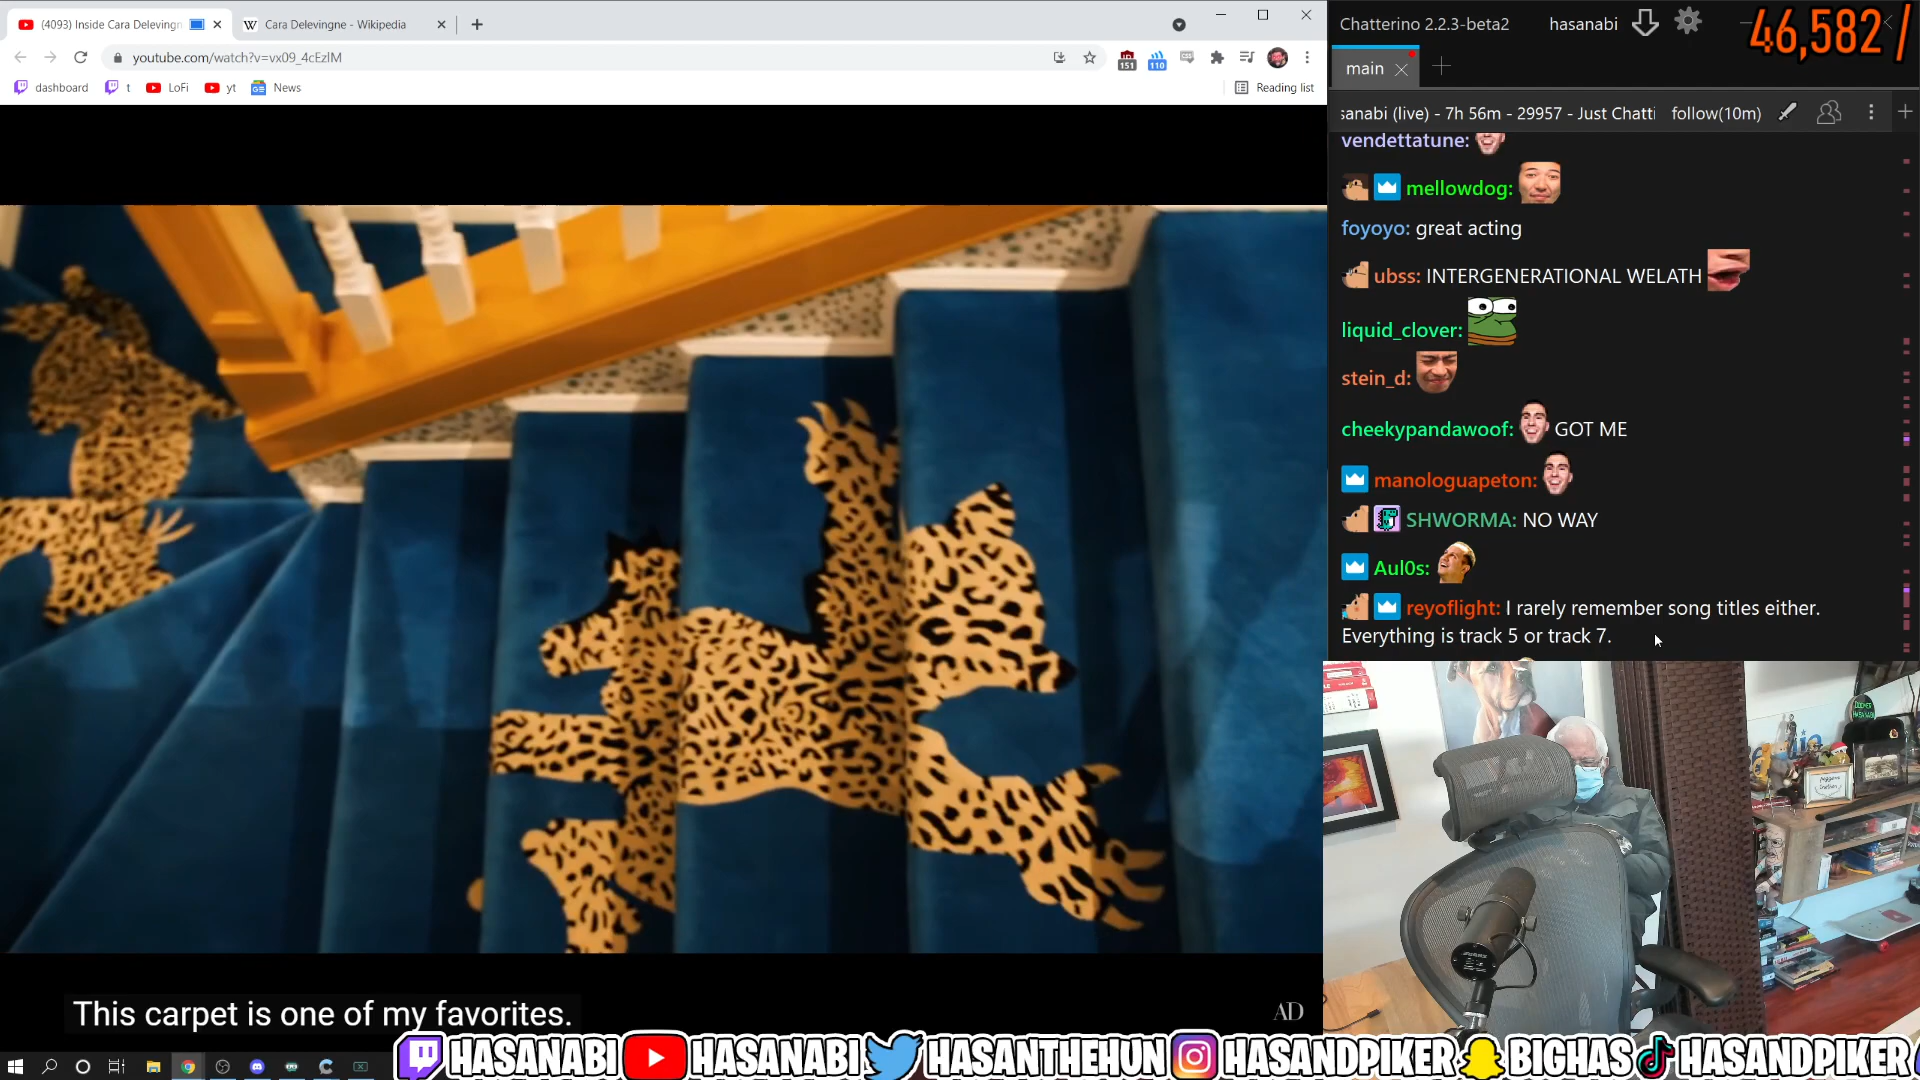 (4093) Inside Cara Delevingn
Cara Delevingne - Wikipedia
youtube.com/watch?v=vx09_4cEzlM
151
110
dashboard
t
LoFi
yt
News
Reading list
This carpet is one of my favorites.
AD
Chatterino 2.2.3-beta2
hasanabi
46,582 /
main
sanabi (live) - 7h 56m - 29957 - Just Chatti
follow(10m)
vendettatune:
mellowdog:
foyoyo: great acting
ubss: INTERGENERATIONAL WELATH
liquid_clover:
stein_d:
cheekypandawoof: GOT ME
manologuapeton:
SHWORMA: NO WAY
Aul0s:
reyoflight: I rarely remember song titles either.
Everything is track 5 or track 7.
HASANABI
HASANABI
HASANTHEHUN
HASANDPIKER
BIGHAS
HASANDPIKER